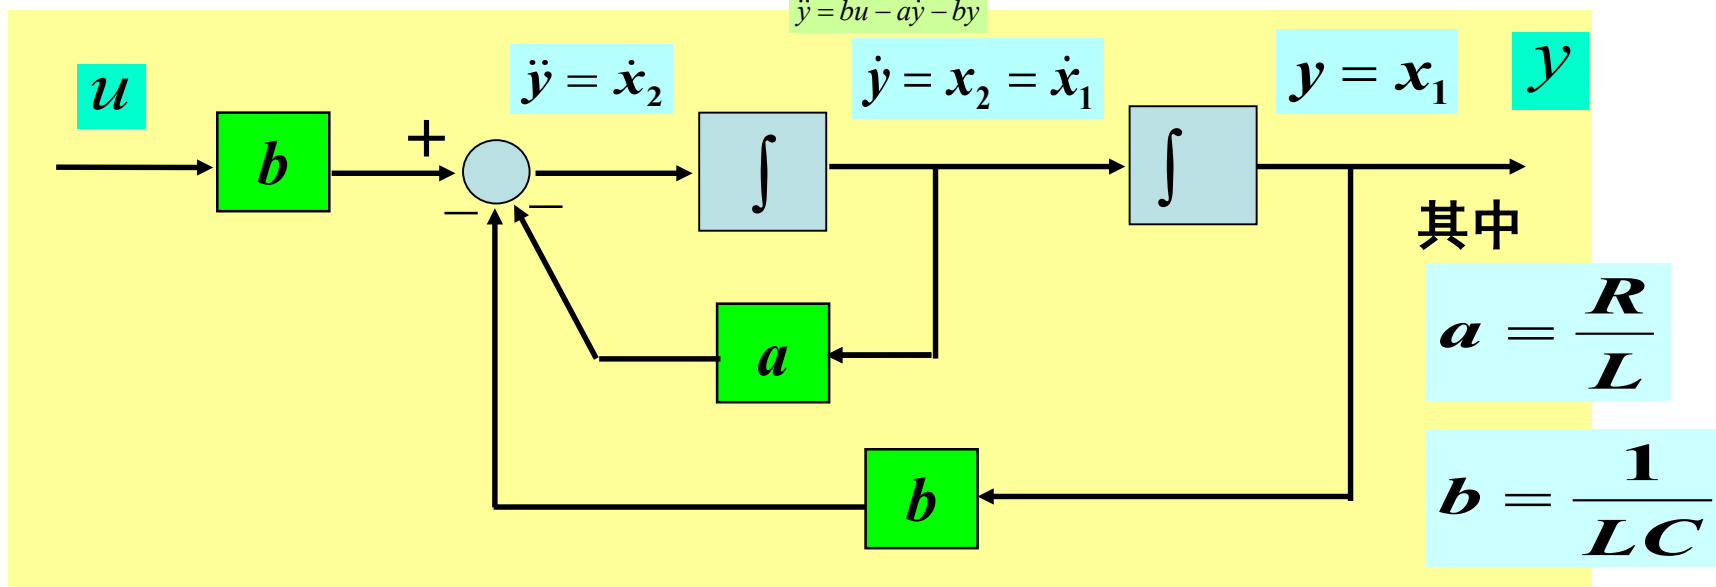 ÿ = bu − aẏ − by
u
ÿ = ẋ₂
ẏ = x₂ = ẋ₁
y = x₁
y
b
+
∫
∫
−
−
其中
a
a = R/L
b
b = 1/LC